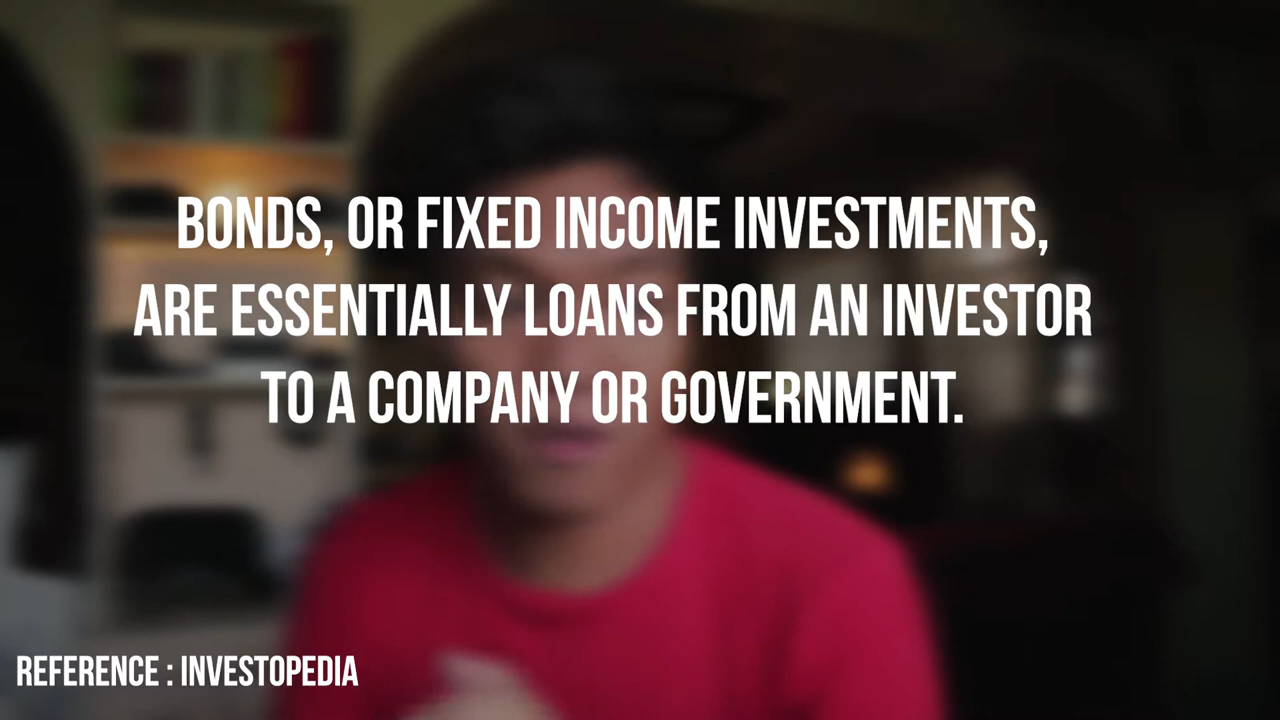 BONDS, OR FIXED INCOME INVESTMENTS,
ARE ESSENTIALLY LOANS FROM AN INVESTOR
TO A COMPANY OR GOVERNMENT.
REFERENCE : INVESTOPEDIA